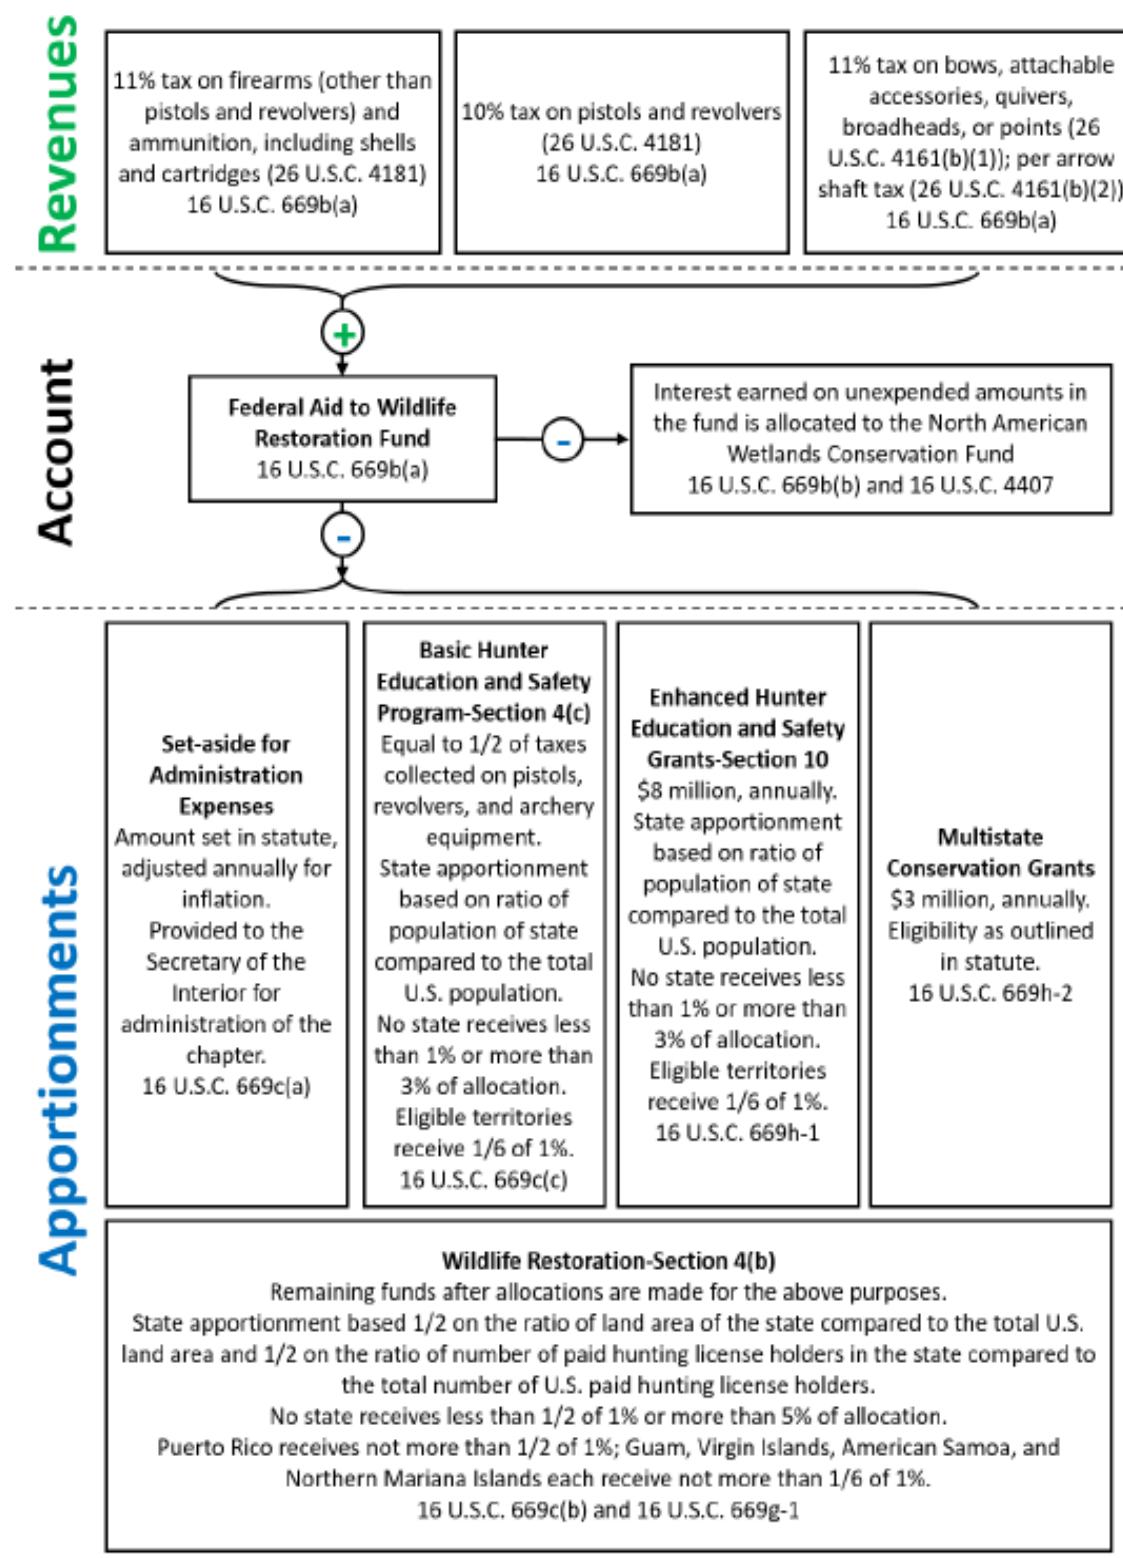 Revenues
11% tax on firearms (other than
pistols and revolvers) and
ammunition, including shells
and cartridges (26 U.S.C. 4181)
16 U.S.C. 669b(a)
10% tax on pistols and revolvers
(26 U.S.C. 4181)
16 U.S.C. 669b(a)
11% tax on bows, attachable
accessories, quivers,
broadheads, or points (26
U.S.C. 4161(b)(1)); per arrow
shaft tax (26 U.S.C. 4161(b)(2))
16 U.S.C. 669b(a)
+
Account
Federal Aid to Wildlife
Restoration Fund
16 U.S.C. 669b(a)
-
Interest earned on unexpended amounts in
the fund is allocated to the North American
Wetlands Conservation Fund
16 U.S.C. 669b(b) and 16 U.S.C. 4407
-
Apportionments
Set-aside for
Administration
Expenses
Amount set in statute,
adjusted annually for
inflation.
Provided to the
Secretary of the
Interior for
administration of the
chapter.
16 U.S.C. 669c(a)
Basic Hunter
Education and Safety
Program-Section 4(c)
Equal to 1/2 of taxes
collected on pistols,
revolvers, and archery
equipment.
State apportionment
based on ratio of
population of state
compared to the total
U.S. population.
No state receives less
than 1% or more than
3% of allocation.
Eligible territories
receive 1/6 of 1%.
16 U.S.C. 669c(c)
Enhanced Hunter
Education and Safety
Grants-Section 10
$8 million, annually.
State apportionment
based on ratio of
population of state
compared to the total
U.S. population.
No state receives less
than 1% or more than
3% of allocation.
Eligible territories
receive 1/6 of 1%.
16 U.S.C. 669h-1
Multistate
Conservation Grants
$3 million, annually.
Eligibility as outlined
in statute.
16 U.S.C. 669h-2
Wildlife Restoration-Section 4(b)
Remaining funds after allocations are made for the above purposes.
State apportionment based 1/2 on the ratio of land area of the state compared to the total U.S.
land area and 1/2 on the ratio of number of paid hunting license holders in the state compared to
the total number of U.S. paid hunting license holders.
No state receives less than 1/2 of 1% or more than 5% of allocation.
Puerto Rico receives not more than 1/2 of 1%; Guam, Virgin Islands, American Samoa, and
Northern Mariana Islands each receive not more than 1/6 of 1%.
16 U.S.C. 669c(b) and 16 U.S.C. 669g-1